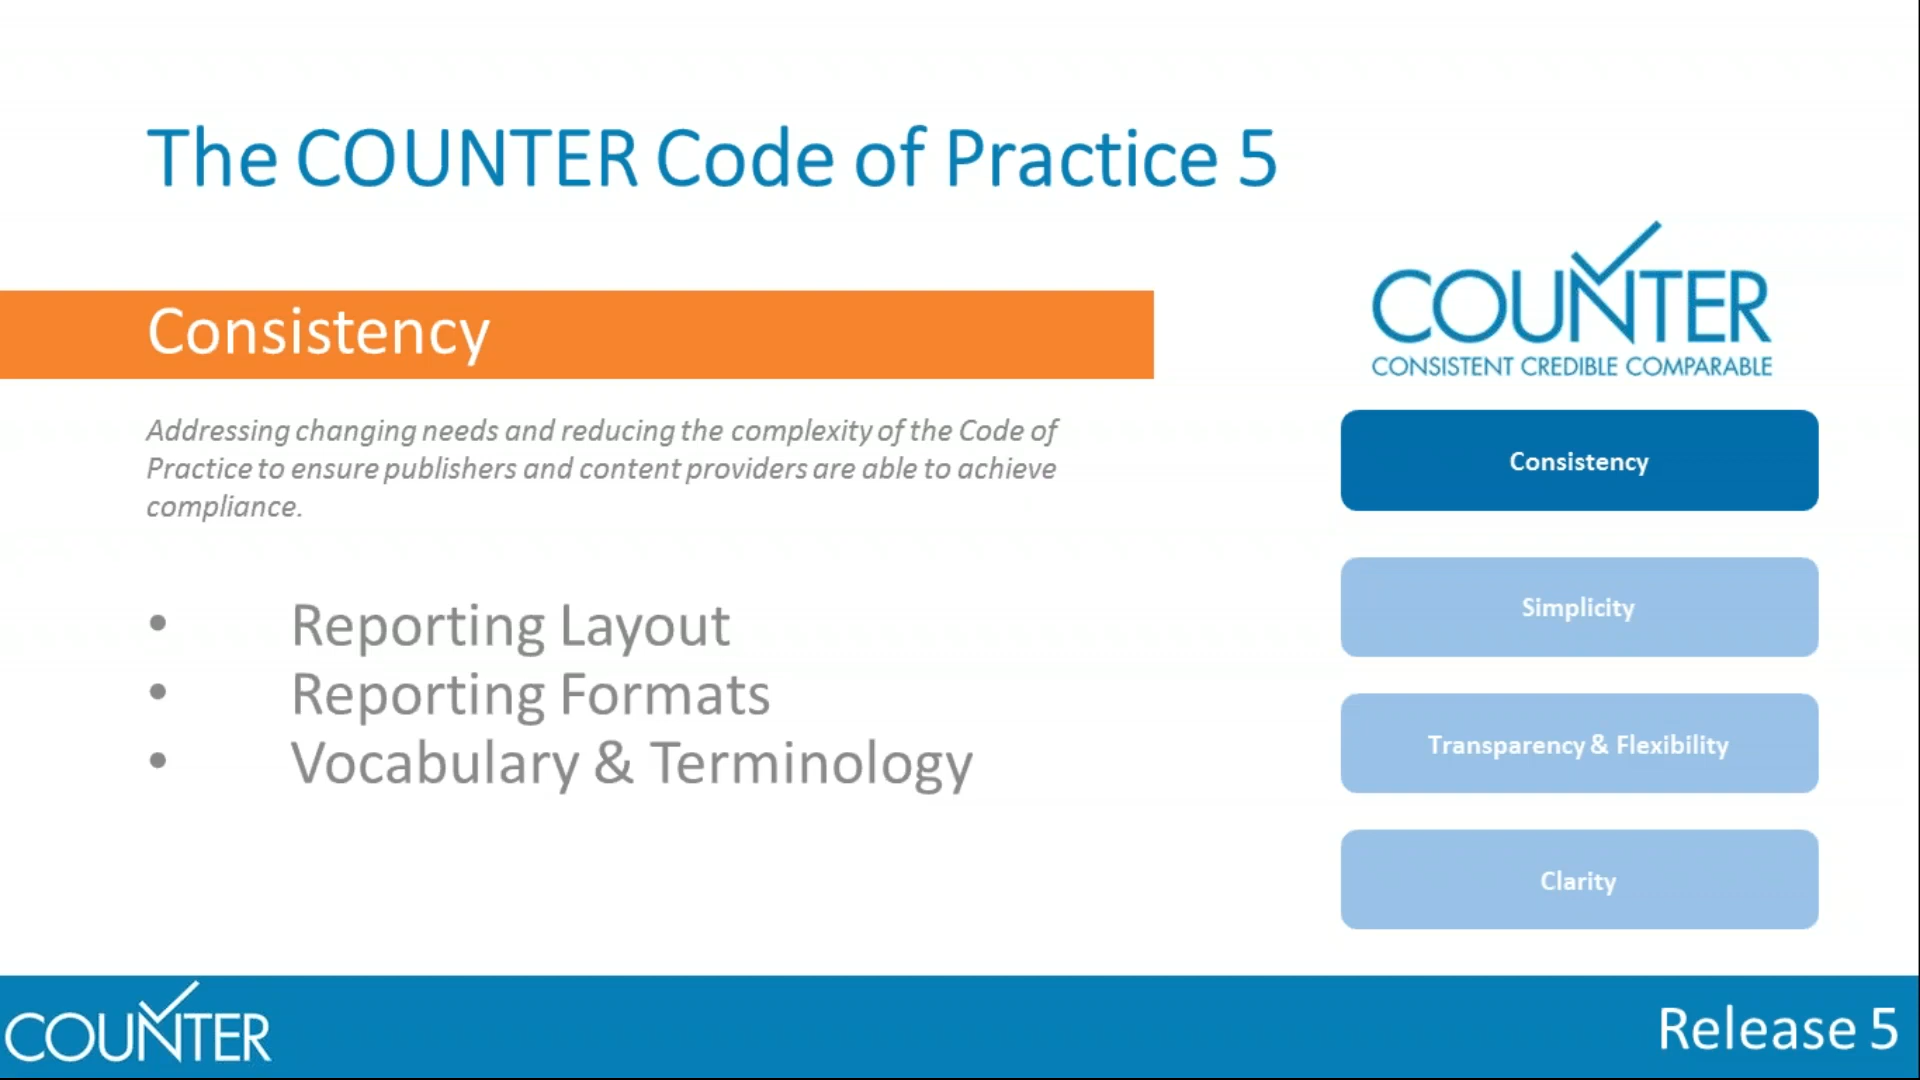 The COUNTER Code of Practice 5
Consistency
Addressing changing needs and reducing the complexity of the Code of
Practice to ensure publishers and content providers are able to achieve
compliance.
• Reporting Layout
• Reporting Formats
• Vocabulary & Terminology
COUNTER
CONSISTENT CREDIBLE COMPARABLE
Consistency
Simplicity
Transparency & Flexibility
Clarity
COUNTER
Release 5